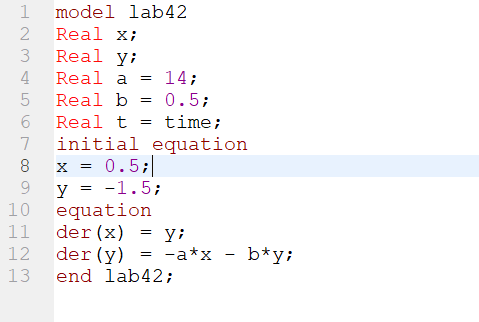 1 model lab42
2 Real x;
3 Real y;
4 Real a = 14;
5 Real b = 0.5;
6 Real t = time;
7 initial equation
8 x = 0.5;
9 y = -1.5;
10 equation
11 der(x) = y;
12 der(y) = -a*x - b*y;
13 end lab42;